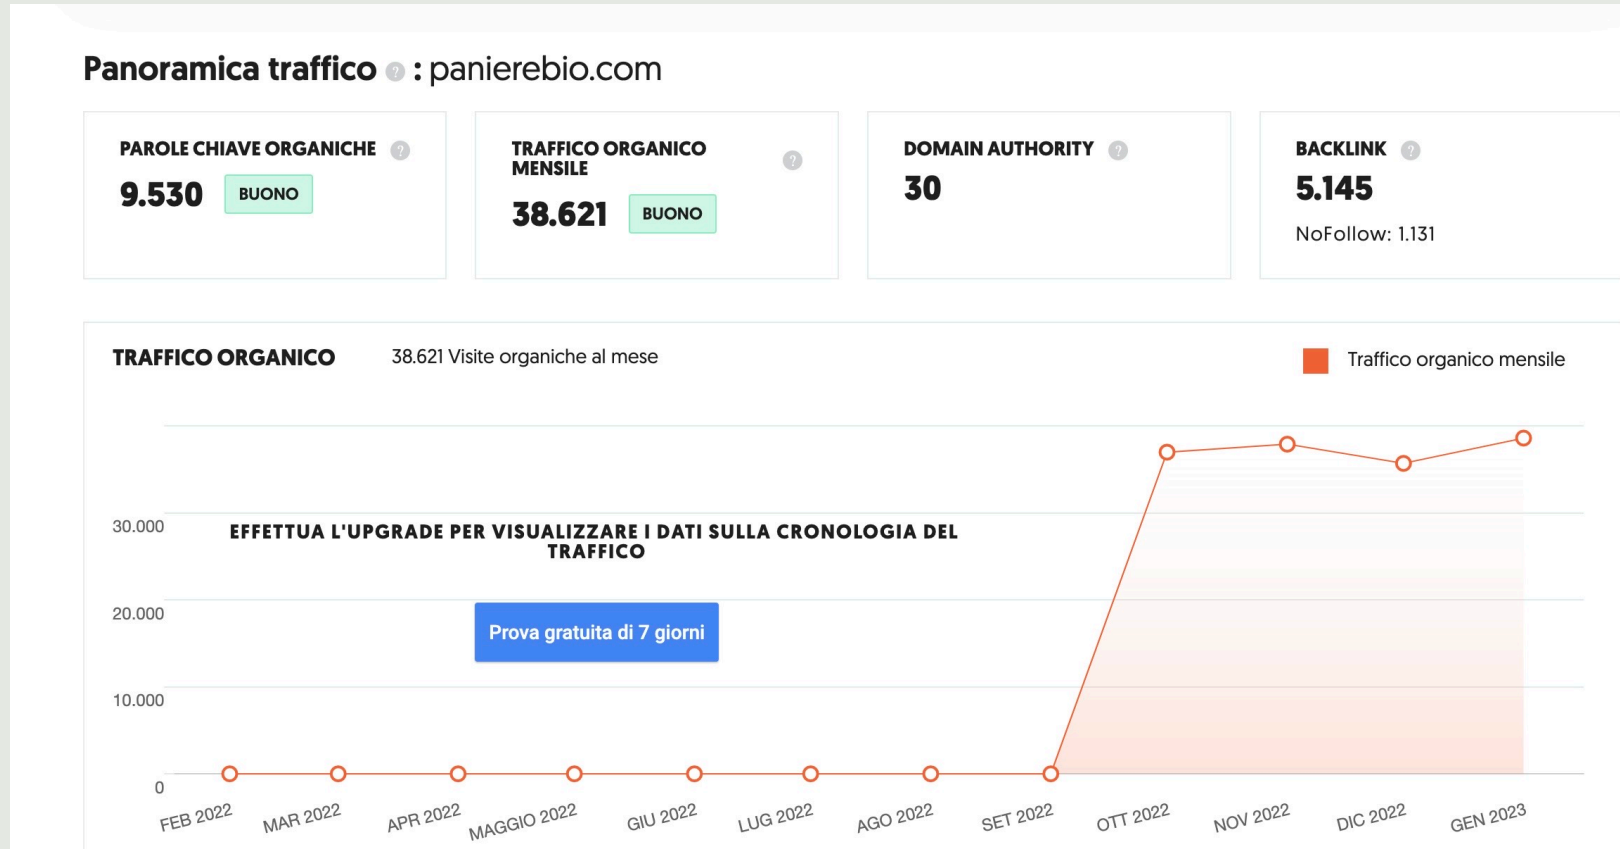 Panoramica traffico ? : panierebio.com
PAROLE CHIAVE ORGANICHE ?
9.530 BUONO
TRAFFICO ORGANICO
MENSILE ?
38.621 BUONO
DOMAIN AUTHORITY ?
30
BACKLINK ?
5.145
NoFollow: 1.131
TRAFFICO ORGANICO 38.621 Visite organiche al mese
Traffico organico mensile
30.000
20.000
10.000
0
EFFETTUA L'UPGRADE PER VISUALIZZARE I DATI SULLA CRONOLOGIA DEL
TRAFFICO
Prova gratuita di 7 giorni
FEB 2022 MAR 2022 APR 2022 MAGGIO 2022 GIU 2022 LUG 2022 AGO 2022 SET 2022 OTT 2022 NOV 2022 DIC 2022 GEN 2023